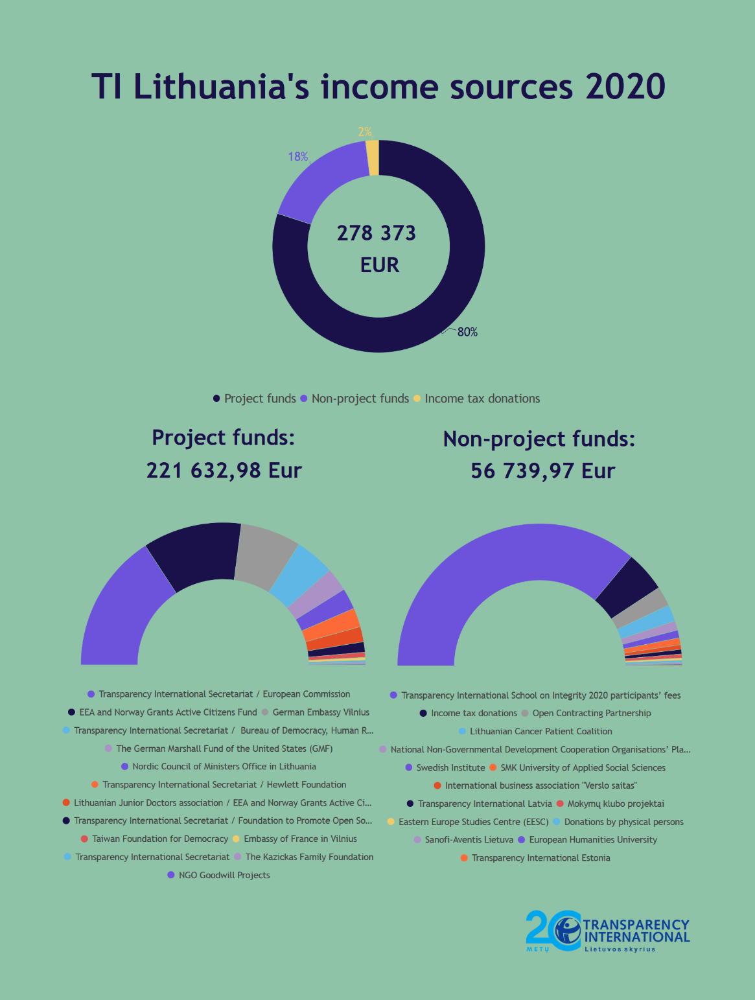 TI Lithuania's income sources 2020
2%
18%
278 373
EUR
80%
Project funds Non-project funds Income tax donations
Project funds:
221 632,98 Eur
Non-project funds:
56 739,97 Eur
Transparency International Secretariat / European Commission
EEA and Norway Grants Active Citizens Fund German Embassy Vilnius
Transparency International Secretariat / Bureau of Democracy, Human R...
The German Marshall Fund of the United States (GMF)
Nordic Council of Ministers Office in Lithuania
Transparency International Secretariat / Hewlett Foundation
Lithuanian Junior Doctors association / EEA and Norway Grants Active Ci...
Transparency International Secretariat / Foundation to Promote Open So...
Taiwan Foundation for Democracy Embassy of France in Vilnius
Transparency International Secretariat The Kazickas Family Foundation
NGO Goodwill Projects
Transparency International School on Integrity 2020 participants’ fees
Income tax donations Open Contracting Partnership
Lithuanian Cancer Patient Coalition
National Non-Governmental Development Cooperation Organisations’ Pla...
Swedish Institute SMK University of Applied Social Sciences
International business association "Verslo saitas"
Transparency International Latvia Mokymų klubo projektai
Eastern Europe Studies Centre (EESC) Donations by physical persons
Sanofi-Aventis Lietuva European Humanities University
Transparency International Estonia
20
METŲ
TRANSPARENCY
INTERNATIONAL
Lietuvos skyrius